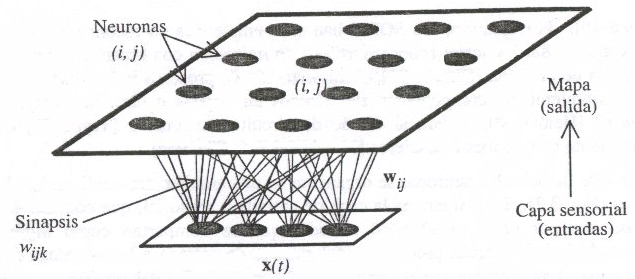 Neuronas
(i, j)
(i, j)
Mapa
(salida)
w_ij
Sinapsis
w_ijk
Capa sensorial
(entradas)
x(t)